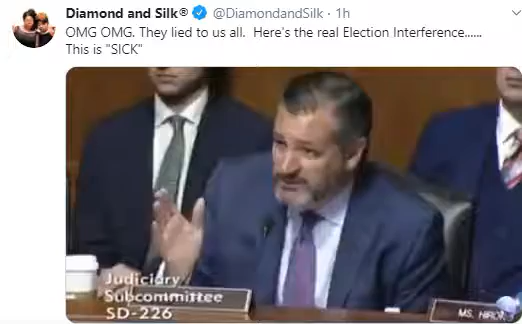 Diamond and Silk® @DiamondandSilk · 1h
OMG OMG. They lied to us all. Here's the real Election Interference......
This is "SICK"
Judiciary
Subcommittee
SD-226
MS. HIRONO